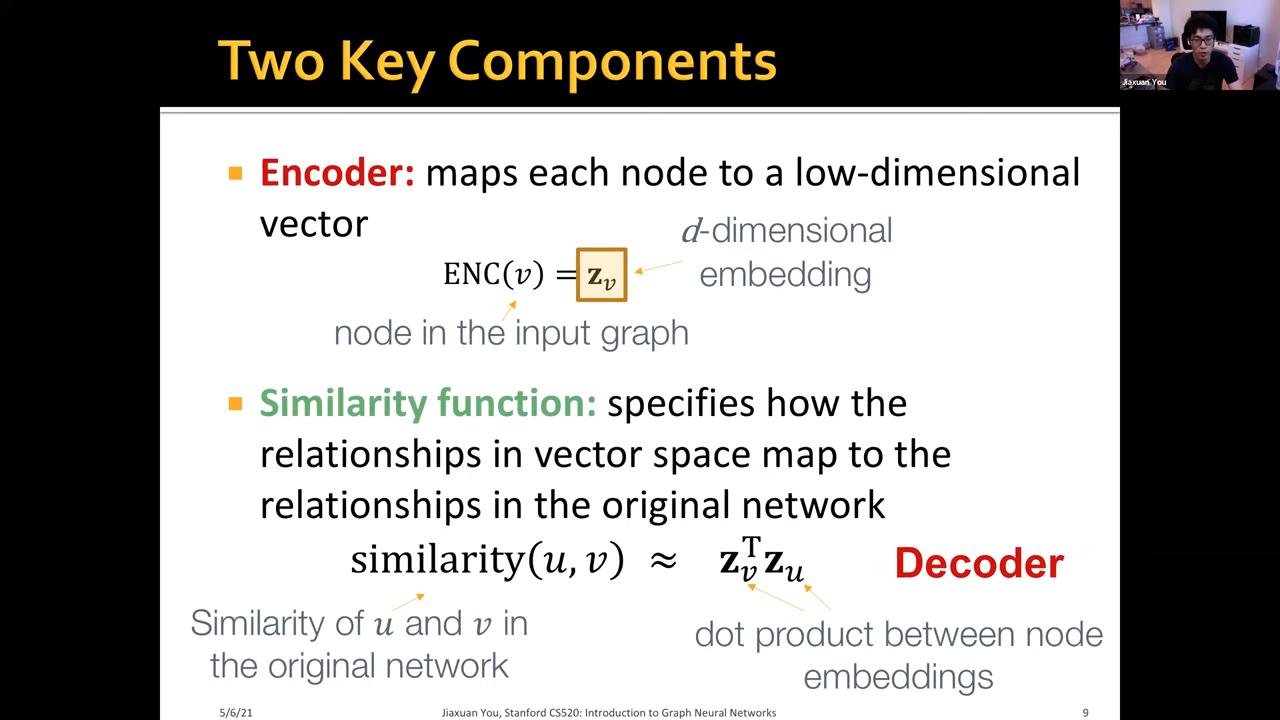 Two Key Components
Jiaxuan You
▪ Encoder: maps each node to a low-dimensional
vector
d-dimensional
embedding
ENC(v) = z_v
node in the input graph
▪ Similarity function: specifies how the
relationships in vector space map to the
relationships in the original network
similarity(u, v) ≈ z_v^T z_u
Decoder
Similarity of u and v in
the original network
dot product between node
embeddings
5/6/21
Jiaxuan You, Stanford CS520: Introduction to Graph Neural Networks
9